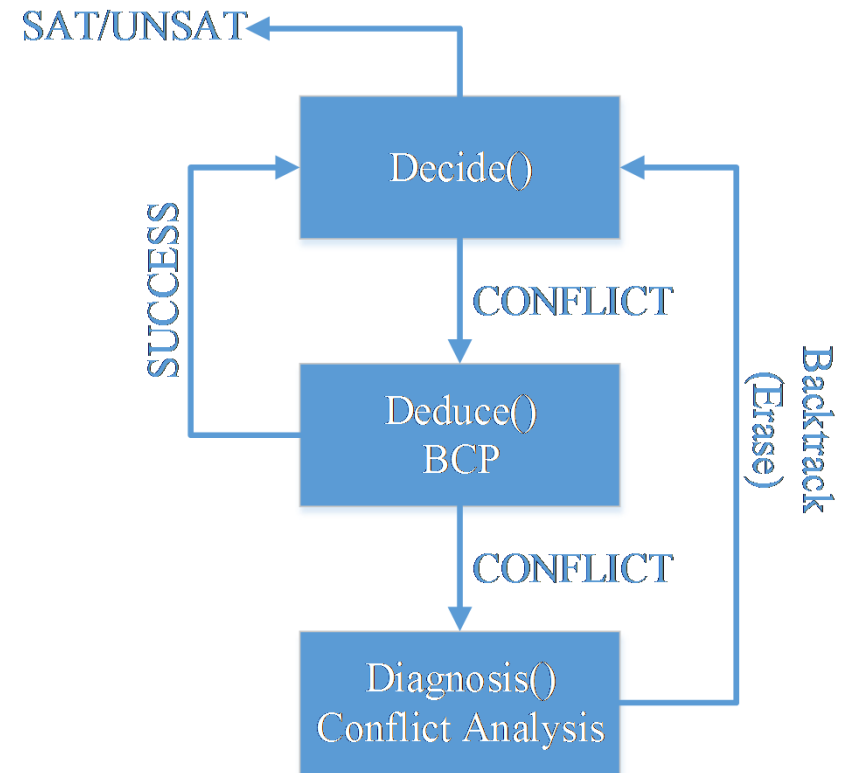 SAT/UNSAT
Decide()
SUCCESS
CONFLICT
Deduce()
BCP
Backtrack
(Erase)
CONFLICT
Diagnosis()
Conflict Analysis